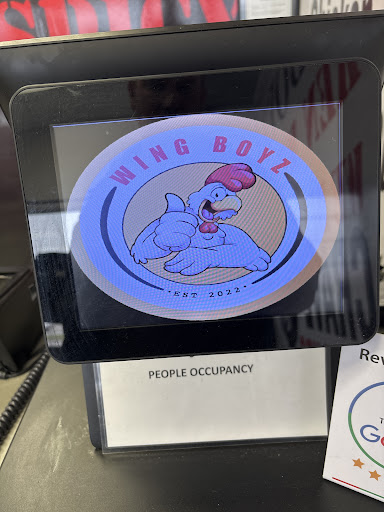 WING BOYZ
·EST 2022·
PEOPLE OCCUPANCY
Rev